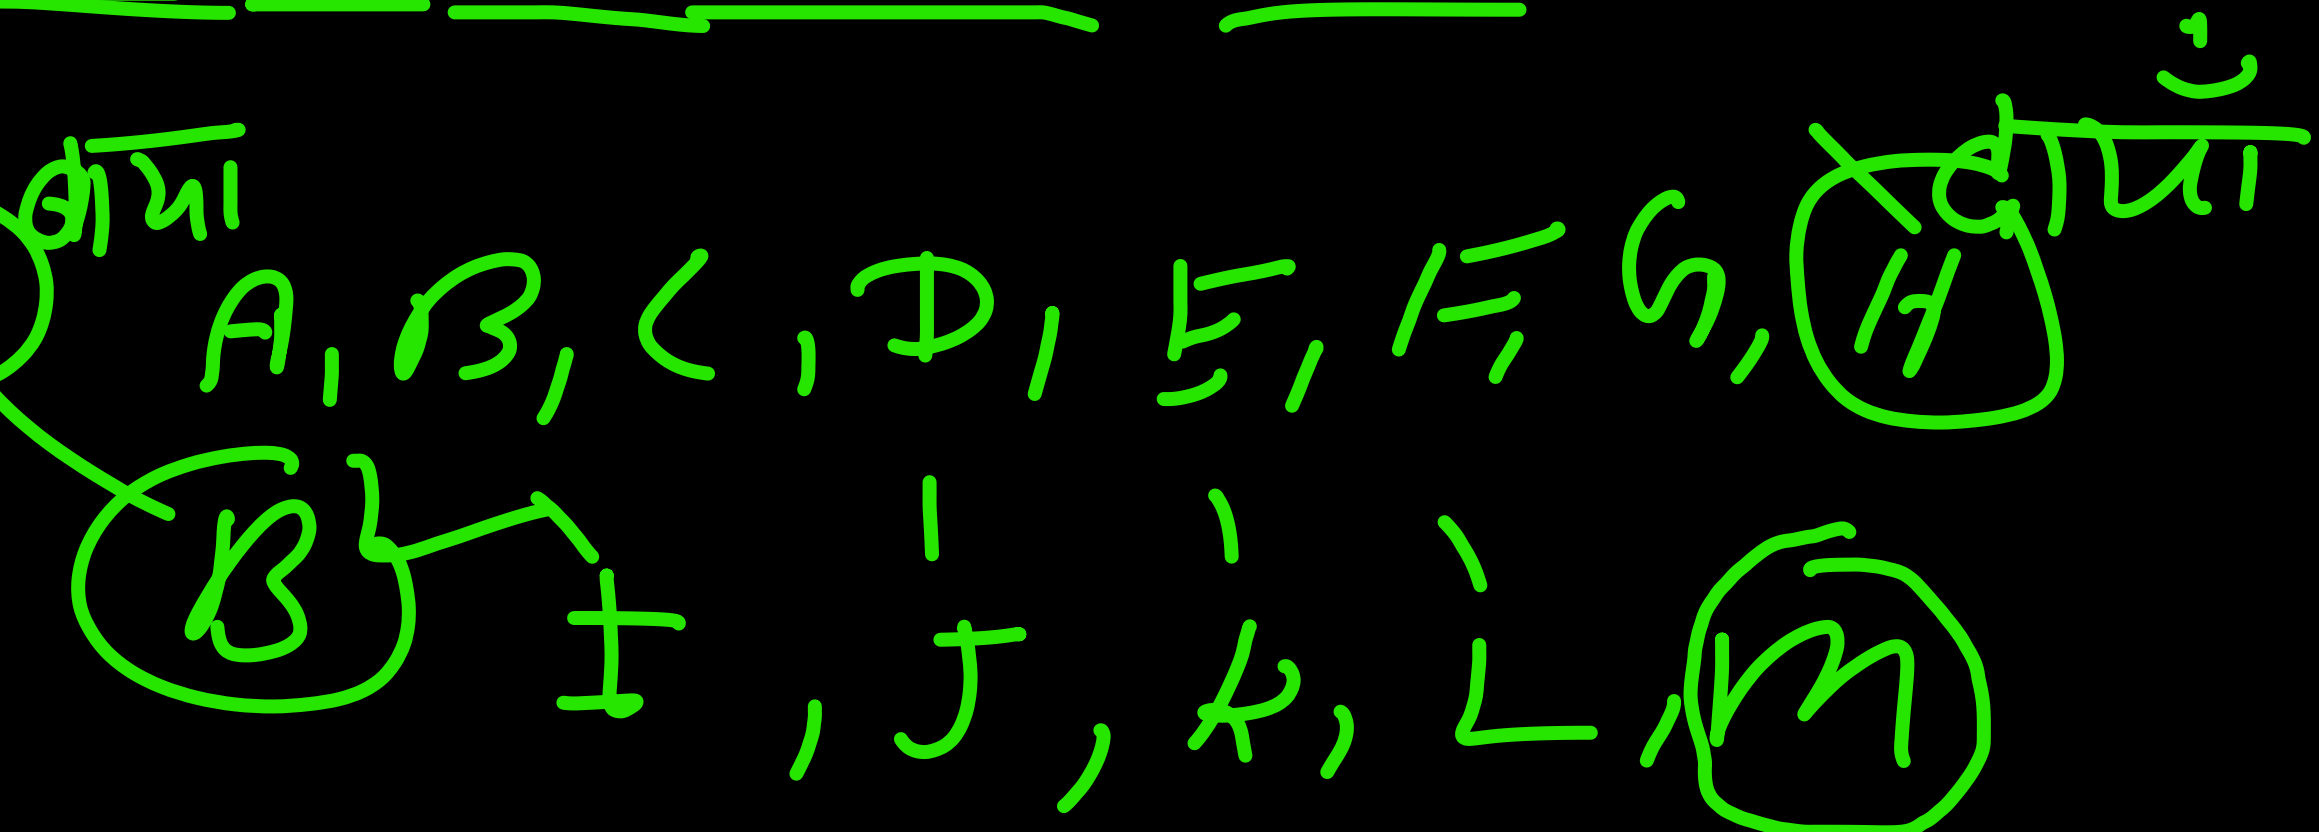 बाया दायाँ
A, B, C, D, E, F, G, H
B I, J, K, L, M